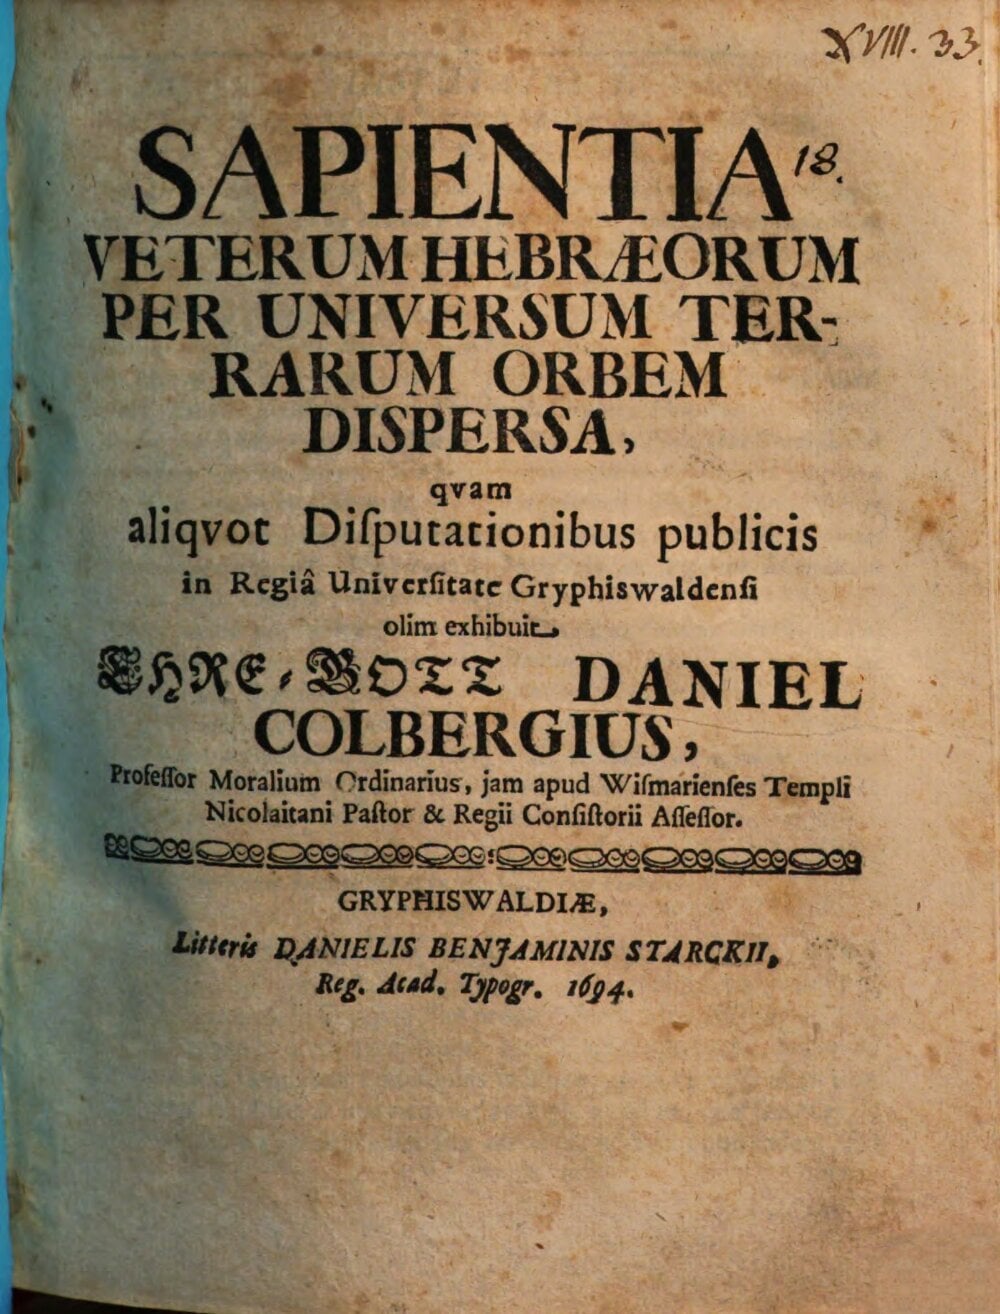 XVIII. 33.
18.
SAPIENTIA
VETERUM HEBRÆORUM
PER UNIVERSUM TER-
RARUM ORBEM
DISPERSA,
qvam
aliqvot Diſputationibus publicis
in Regiâ Univerſitate Gryphiswaldenſi
olim exhibuit,
EHRE-GOTT DANIEL
COLBERGIUS,
Profeſſor Moralium Ordinarius, jam apud Wiſmarienſes Templi
Nicolaitani Paſtor & Regii Conſiſtorii Aſſeſſor.
GRYPHISWALDIÆ,
Litteris DANIELIS BENJAMINIS STARCKII,
Reg. Acad. Typogr. 1694.